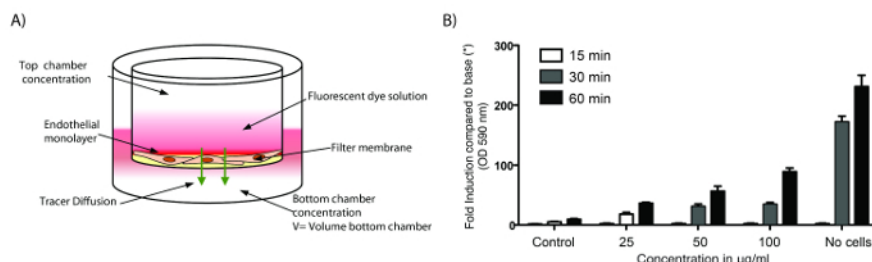 A)
Top chamber
concentration
Fluorescent dye solution
Endothelial
monolayer
Filter membrane
Tracer Diffusion
Bottom chamber
concentration
V= Volume bottom chamber
B)
Fold Induction compared to base (*)
(OD 590 nm)
300
200
100
0
15 min
30 min
60 min
Control
25
50
100
No cells
Concentration in µg/ml